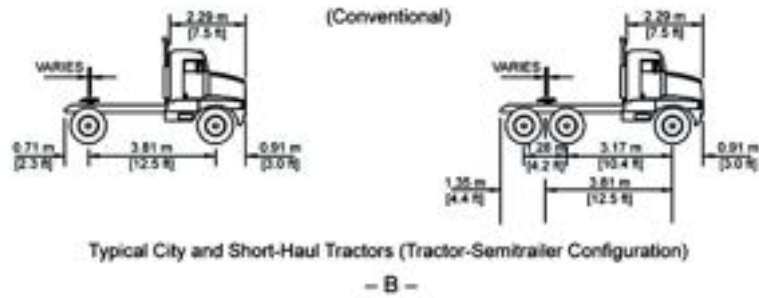 2.29 m
[7.5 ft]
(Conventional)
2.29 m
[7.5 ft]
VARIES
VARIES
0.71 m
[2.3 ft]
3.81 m
[12.5 ft]
0.91 m
[3.0 ft]
1.28 m
[4.2 ft]
3.17 m
[10.4 ft]
0.91 m
[3.0 ft]
1.35 m
[4.4 ft]
3.81 m
[12.5 ft]
Typical City and Short-Haul Tractors (Tractor-Semitrailer Configuration)
– B –